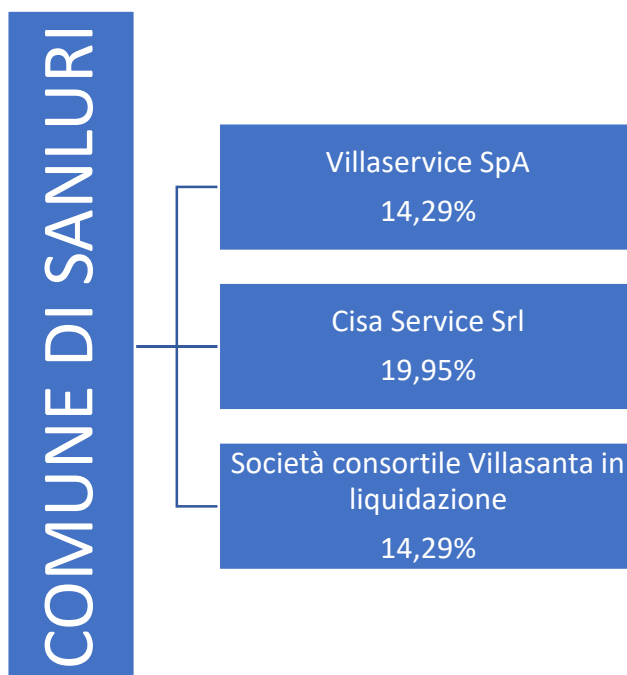 COMUNE DI SANLURI
Villaservice SpA
14,29%
Cisa Service Srl
19,95%
Società consortile Villasanta in
liquidazione
14,29%